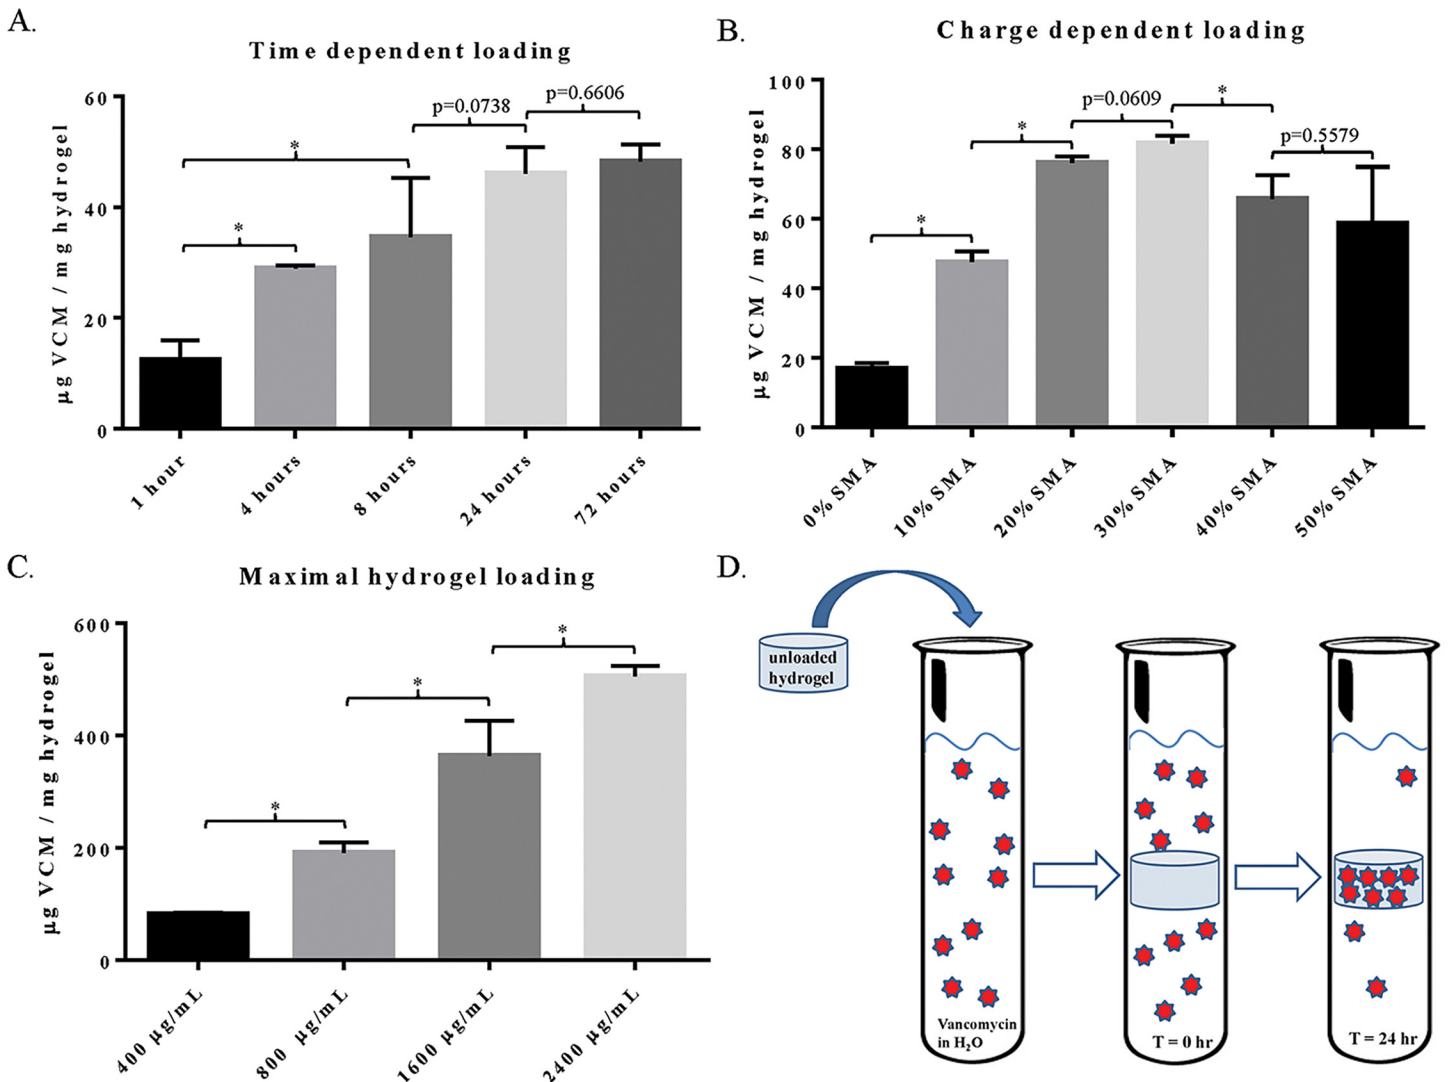 A.
Time dependent loading
µg VCM / mg hydrogel
60
40
20
0
*
*
p=0.0738
p=0.6606
1 hour
4 hours
8 hours
24 hours
72 hours
B.
Charge dependent loading
µg VCM / mg hydrogel
100
80
60
40
20
0
*
*
p=0.0609
*
p=0.5579
0% SMA
10% SMA
20% SMA
30% SMA
40% SMA
50% SMA
C.
Maximal hydrogel loading
µg VCM / mg hydrogel
600
400
200
0
*
*
*
400 µg/mL
800 µg/mL
1600 µg/mL
2400 µg/mL
D.
unloaded
hydrogel
Vancomycin
in H₂O
T = 0 hr
T = 24 hr